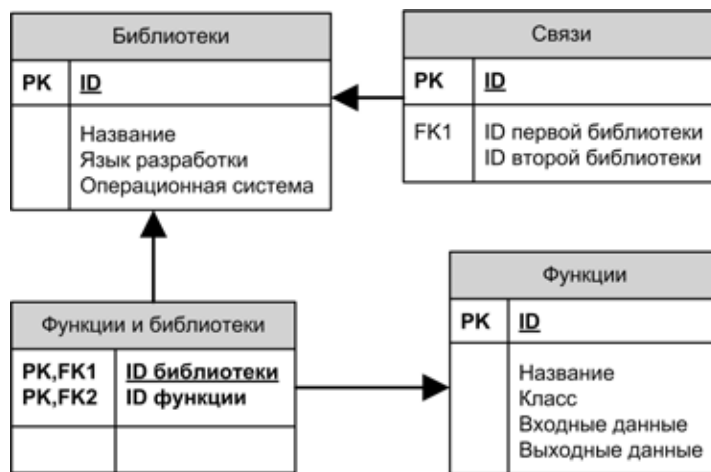 Библиотеки
PK ID
Название
Язык разработки
Операционная система
Связи
PK ID
FK1 ID первой библиотеки
ID второй библиотеки
Функции и библиотеки
PK,FK1 ID библиотеки
PK,FK2 ID функции
Функции
PK ID
Название
Класс
Входные данные
Выходные данные